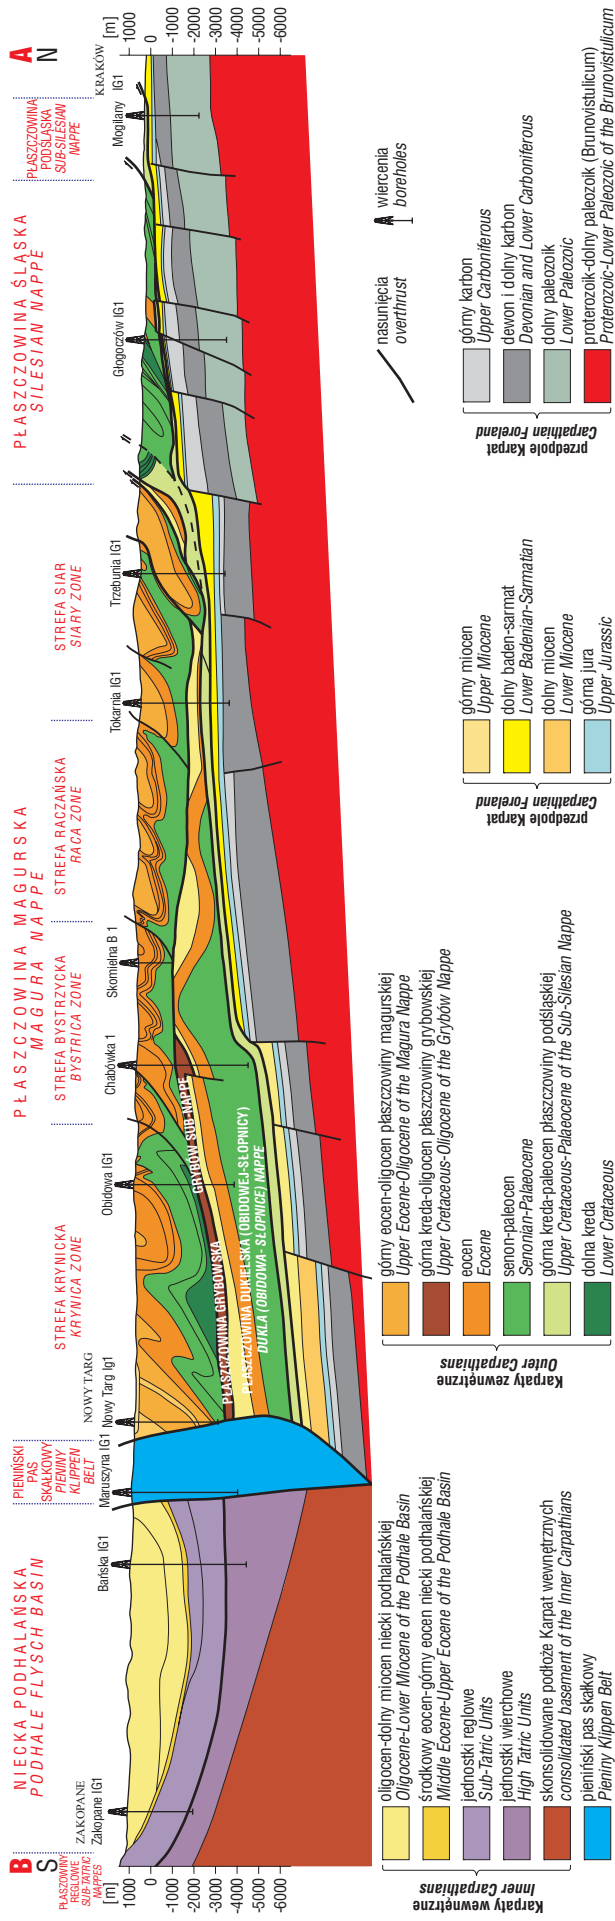 B
S
A
N
NIECKA PODHALAŃSKA
PODHALE FLYSCH BASIN
PŁASZCZOWINA MAGURSKA
MAGURA NAPPE
PŁASZCZOWINA ŚLĄSKA
SILESIAN NAPPE
PŁASZCZOWINY
REGLOWE
SUB-TATRIC
NAPPES
PIENIŃSKI
PAS
SKAŁKOWY
PIENINY
KLIPPEN
BELT
STREFA KRYNICKA
KRYNICA ZONE
STREFA BYSTRZYCKA
BYSTRICA ZONE
STREFA RACZAŃSKA
RACA ZONE
STREFA SIAR
SIARY ZONE
PŁASZCZOWINA
PODŚLĄSKA
SUB-SILESIAN
NAPPE
ZAKOPANE
Zakopane IG1
Bańska IG1
Maruszyna IG1
NOWY TARG
Nowy Targ Ig1
Obidowa IG1
Chabówka 1
Skomielna B 1
Tokarnia IG1
Trzebunia IG1
Głogoczów IG1
Mogilany IG1
KRAKÓW
[m]
1000
0
-1000
-2000
-3000
-4000
-5000
-6000
[m]
1000
0
-1000
-2000
-3000
-4000
-5000
-6000
PŁASZCZOWINA GRYBOWSKA
GRYBÓW SUB-NAPPE
PŁASZCZOWINA DUKIELSKA (OBIDOWEJ-SŁOPNICY)
DUKLA (OBIDOWA- SŁOPNICE) NAPPE
nasunięcia
overthrust
wiercenia
boreholes
Karpaty wewnętrzne
Inner Carpathians
oligocen-dolny miocen niecki podhalańskiej
Oligocene-Lower Miocene of the Podhale Basin
środkowy eocen-górny eocen niecki podhalańskiej
Middle Eocene-Upper Eocene of the Podhale Basin
jednostki reglowe
Sub-Tatric Units
jednostki wierchowe
High Tatric Units
skonsolidowane podłoże Karpat wewnętrznych
consolidated basement of the Inner Carpathians
pieniński pas skałkowy
Pieniny Klippen Belt
Karpaty zewnętrzne
Outer Carpathians
górny eocen-oligocen płaszczowiny magurskiej
Upper Eocene-Oligocene of the Magura Nappe
górna kreda-oligocen płaszczowiny grybowskiej
Upper Cretaceous-Oligocene of the Grybów Nappe
eocen
Eocene
senon-paleocen
Senonian-Palaeocene
górna kreda-paleocen płaszczowiny podśląskiej
Upper Cretaceous-Palaeocene of the Sub-Silesian Nappe
dolna kreda
Lower Cretaceous
przedpole Karpat
Carpathian Foreland
górny miocen
Upper Miocene
dolny baden-sarmat
Lower Badenian-Sarmatian
dolny miocen
Lower Miocene
górna jura
Upper Jurassic
przedpole Karpat
Carpathian Foreland
górny karbon
Upper Carboniferous
dewon i dolny karbon
Devonian and Lower Carboniferous
dolny paleozoik
Lower Paleozoic
proterozoik-dolny paleozoik (Brunovistulicum)
Proterozoic-Lower Paleozoic of the Brunovistulicum